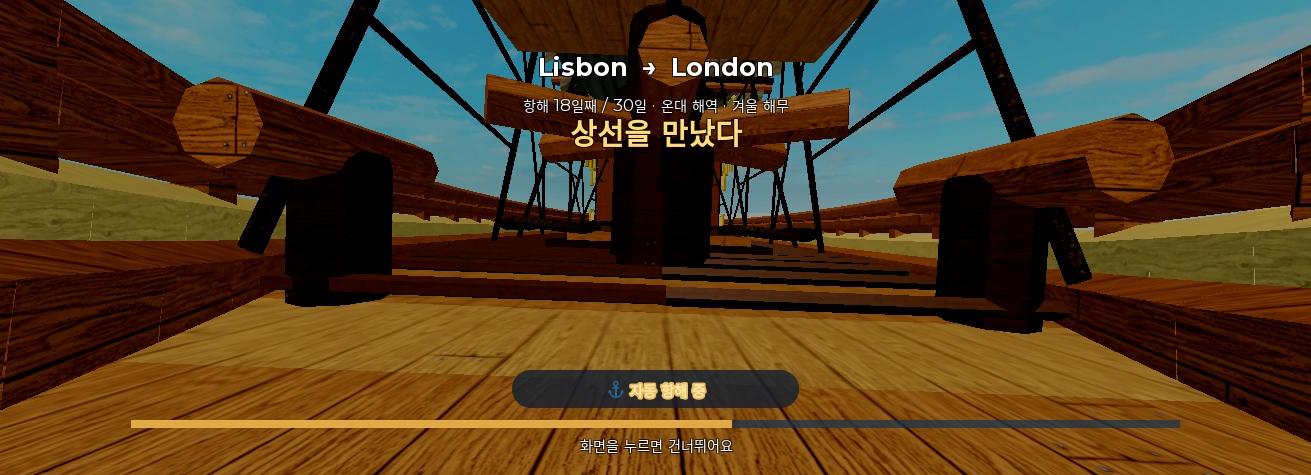 Lisbon → London
항해 18일째 / 30일 · 온대 해역 · 겨울 해무
상선을 만났다
⚓ 자동 항해 중
화면을 누르면 건너뛰어요